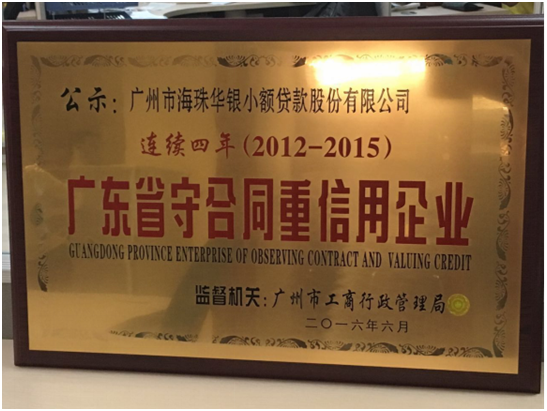 公示：广州市海珠华银小额贷款股份有限公司
连续四年(2012-2015)
广东省守合同重信用企业
GUANGDONG PROVINCE ENTERPRISE OF OBSERVING CONTRACT AND VALUING CREDIT
监督机关：广州市工商行政管理局
二〇一六年六月